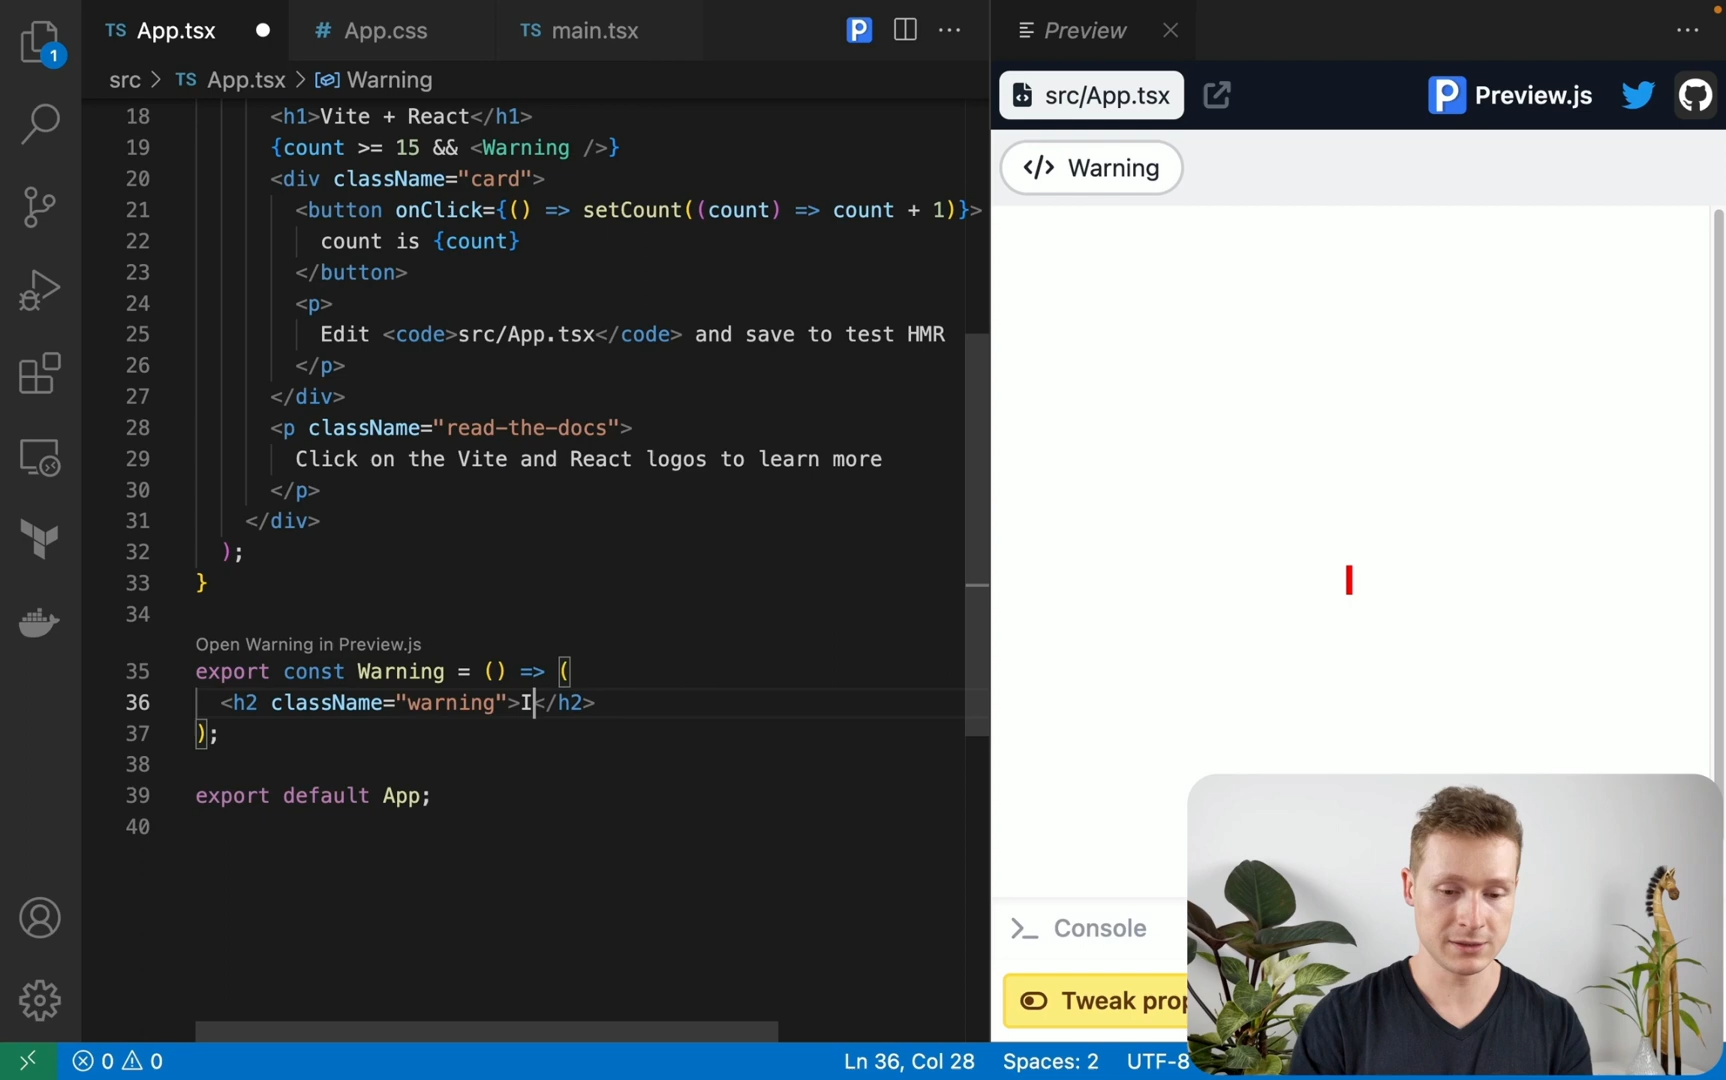 TS App.tsx # App.css TS main.tsx P Preview
1
src > TS App.tsx > Warning
src/App.tsx P Preview.js
Warning
18 <h1>Vite + React</h1>
19 {count >= 15 && <Warning />}
20 <div className="card">
21 <button onClick={() => setCount((count) => count + 1)}>
22 count is {count}
23 </button>
24 <p>
25 Edit <code>src/App.tsx</code> and save to test HMR
26 </p>
27 </div>
28 <p className="read-the-docs">
29 Click on the Vite and React logos to learn more
30 </p>
31 </div>
32 );
33 }
34
Open Warning in Preview.js
35 export const Warning = () => (
36 <h2 className="warning">I</h2>
37 );
38
39 export default App;
40
I
Console
Tweak prop
0 0 Ln 36, Col 28 Spaces: 2 UTF-8